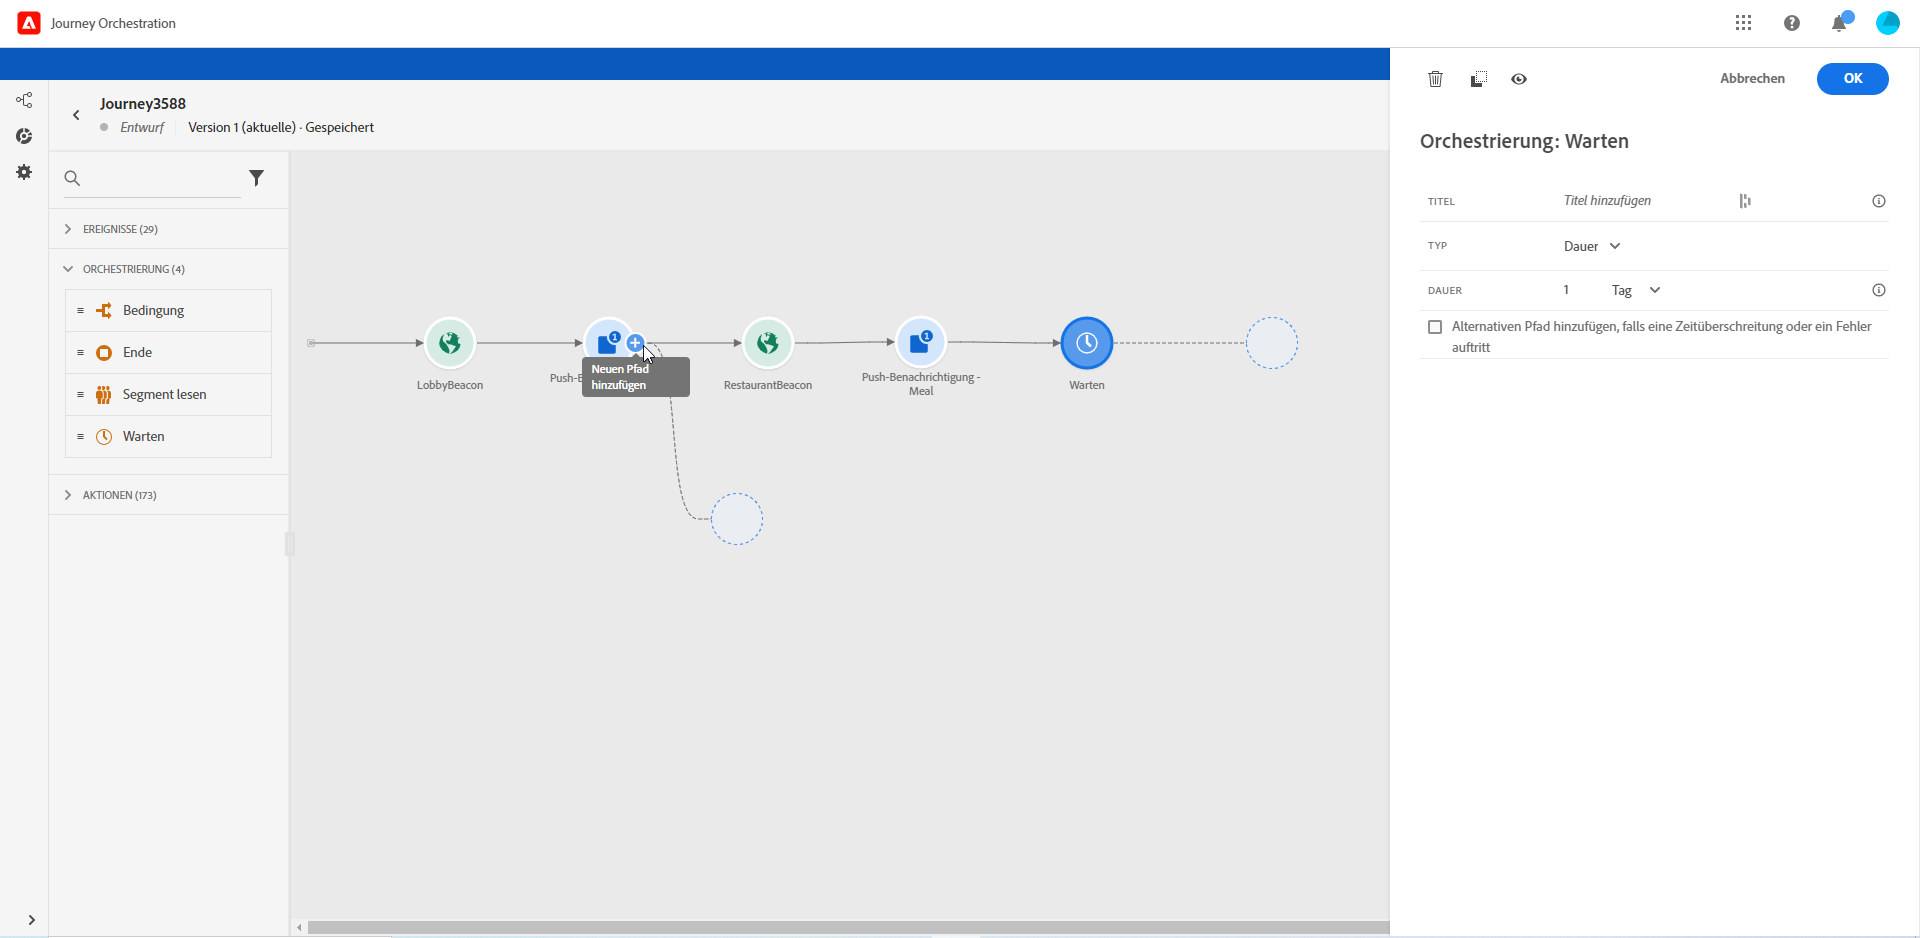 Journey Orchestration
Journey3588
Entwurf
Version 1 (aktuelle) · Gespeichert
Abbrechen
OK
Orchestrierung: Warten
TITEL
Titel hinzufügen
TYP
Dauer
DAUER
1
Tag
Alternativen Pfad hinzufügen, falls eine Zeitüberschreitung oder ein Fehler
auftritt
EREIGNISSE (29)
ORCHESTRIERUNG (4)
Bedingung
Ende
Segment lesen
Warten
AKTIONEN (173)
1
1
LobbyBeacon
Push-B
Neuen Pfad
hinzufügen
RestaurantBeacon
Push-Benachrichtigung -
Meal
Warten